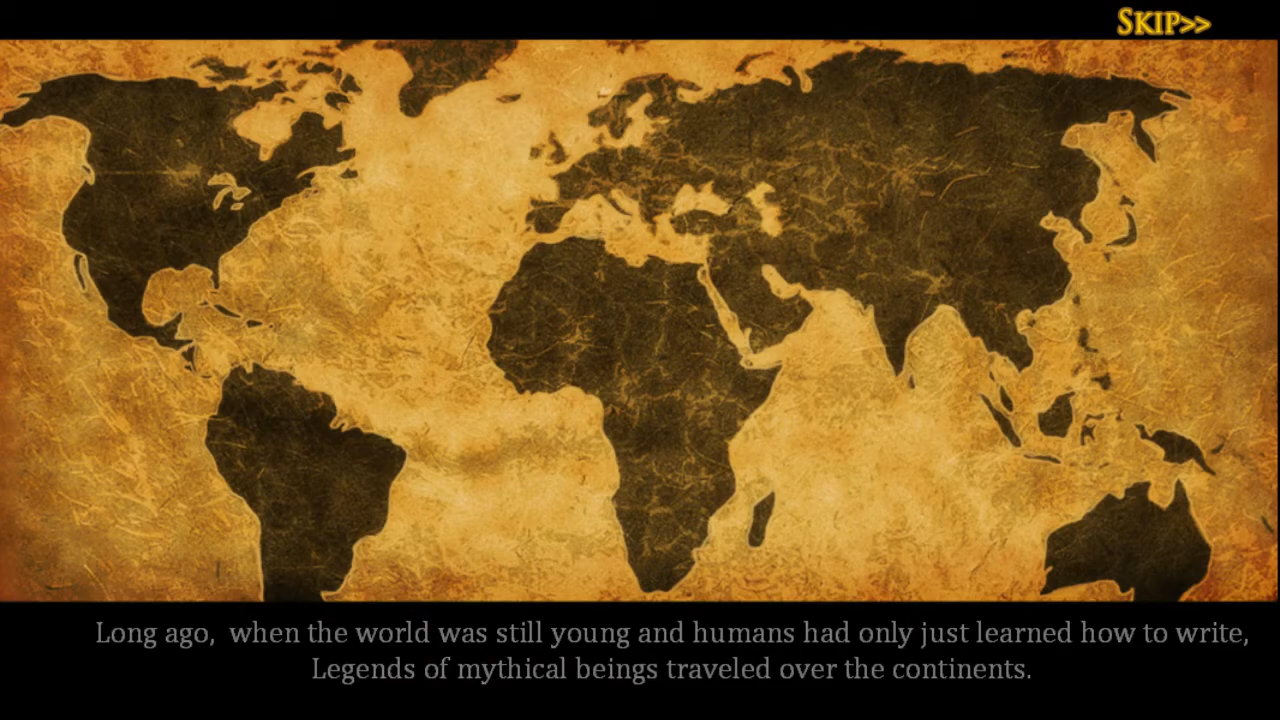 SKIP>>
Long ago,  when the world was still young and humans had only just learned how to write,
Legends of mythical beings traveled over the continents.